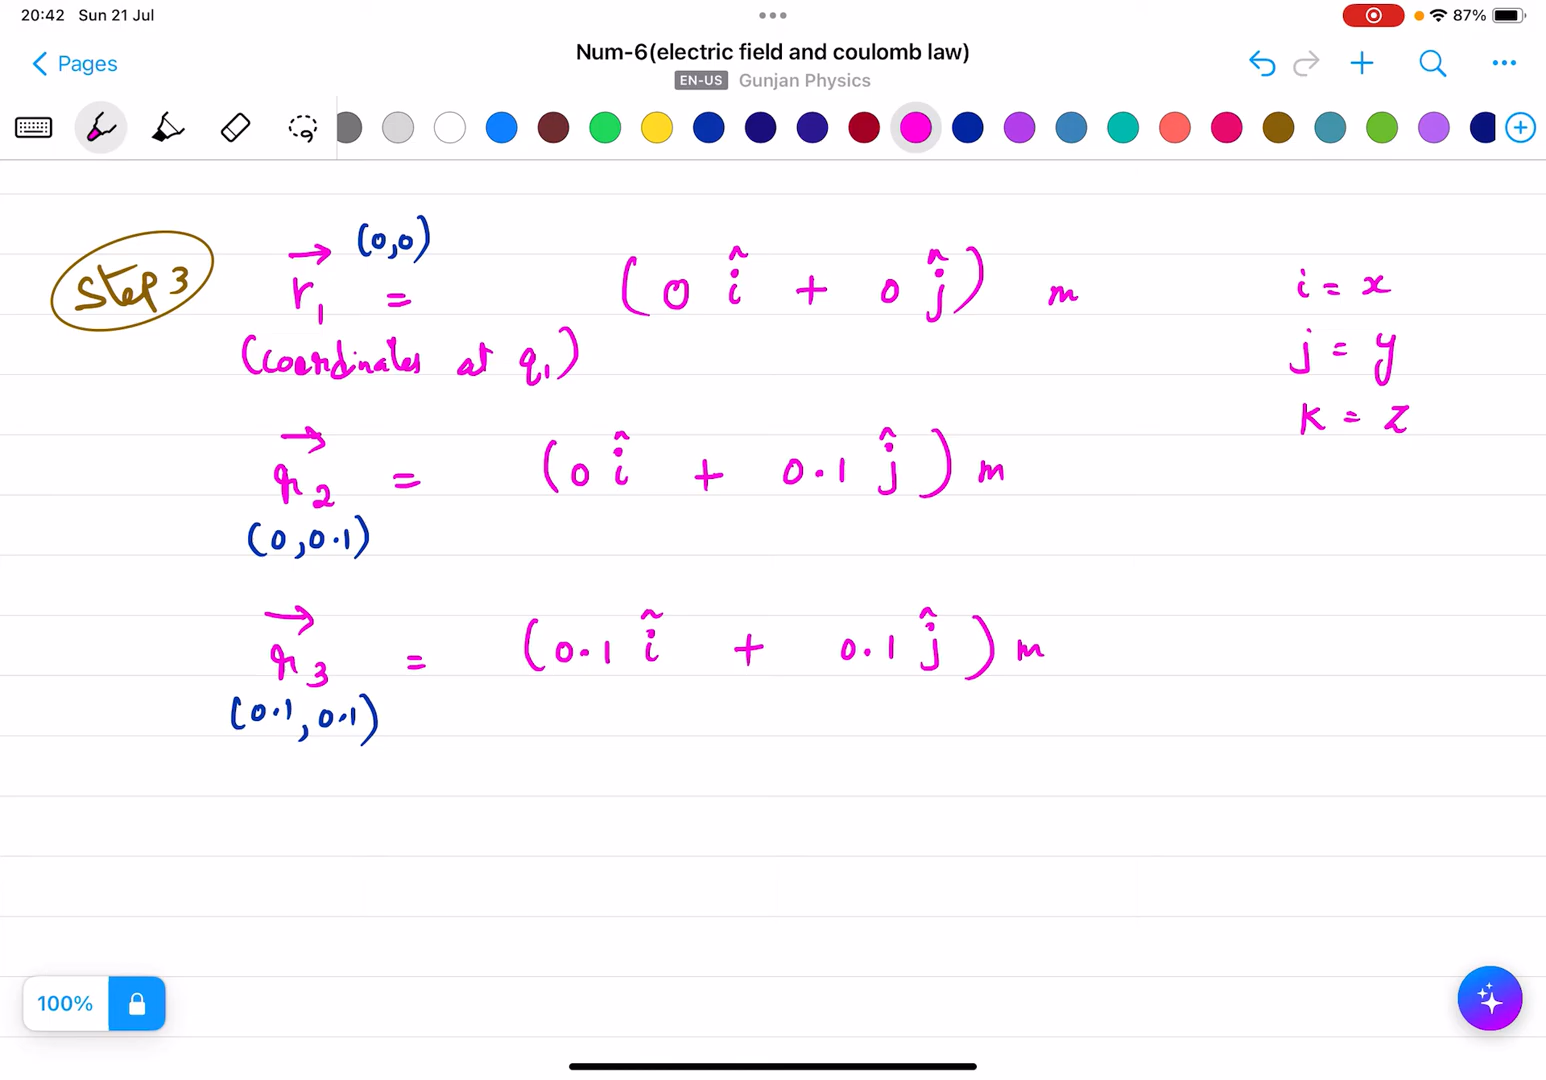 20:42 Sun 21 Jul
87%
Pages
Num-6(electric field and coulomb law)
EN-US Gunjan Physics
(0,0)
Step 3 r⃗₁ = (0 î + 0 ĵ) m i = x
(coordinates at q₁) j = y
k = z
r⃗₂ = (0 î + 0.1 ĵ) m
(0,0.1)
r⃗₃ = (0.1 î + 0.1 ĵ) m
(0.1, 0.1)
100%